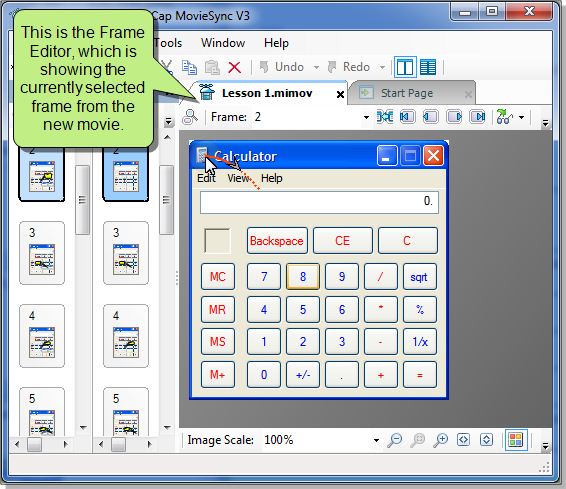 This is the Frame
Editor, which is
showing the
currently selected
frame from the
new movie.
Cap MovieSync V3
Tools Window Help
Undo Redo
Lesson 1.mimov Start Page
Frame: 2
2 2
3 3
4 4
5 5
Calculator
Edit View Help
0.
Backspace CE C
MC 7 8 9 / sqrt
MR 4 5 6 * %
MS 1 2 3 - 1/x
M+ 0 +/- . + =
Image Scale: 100%